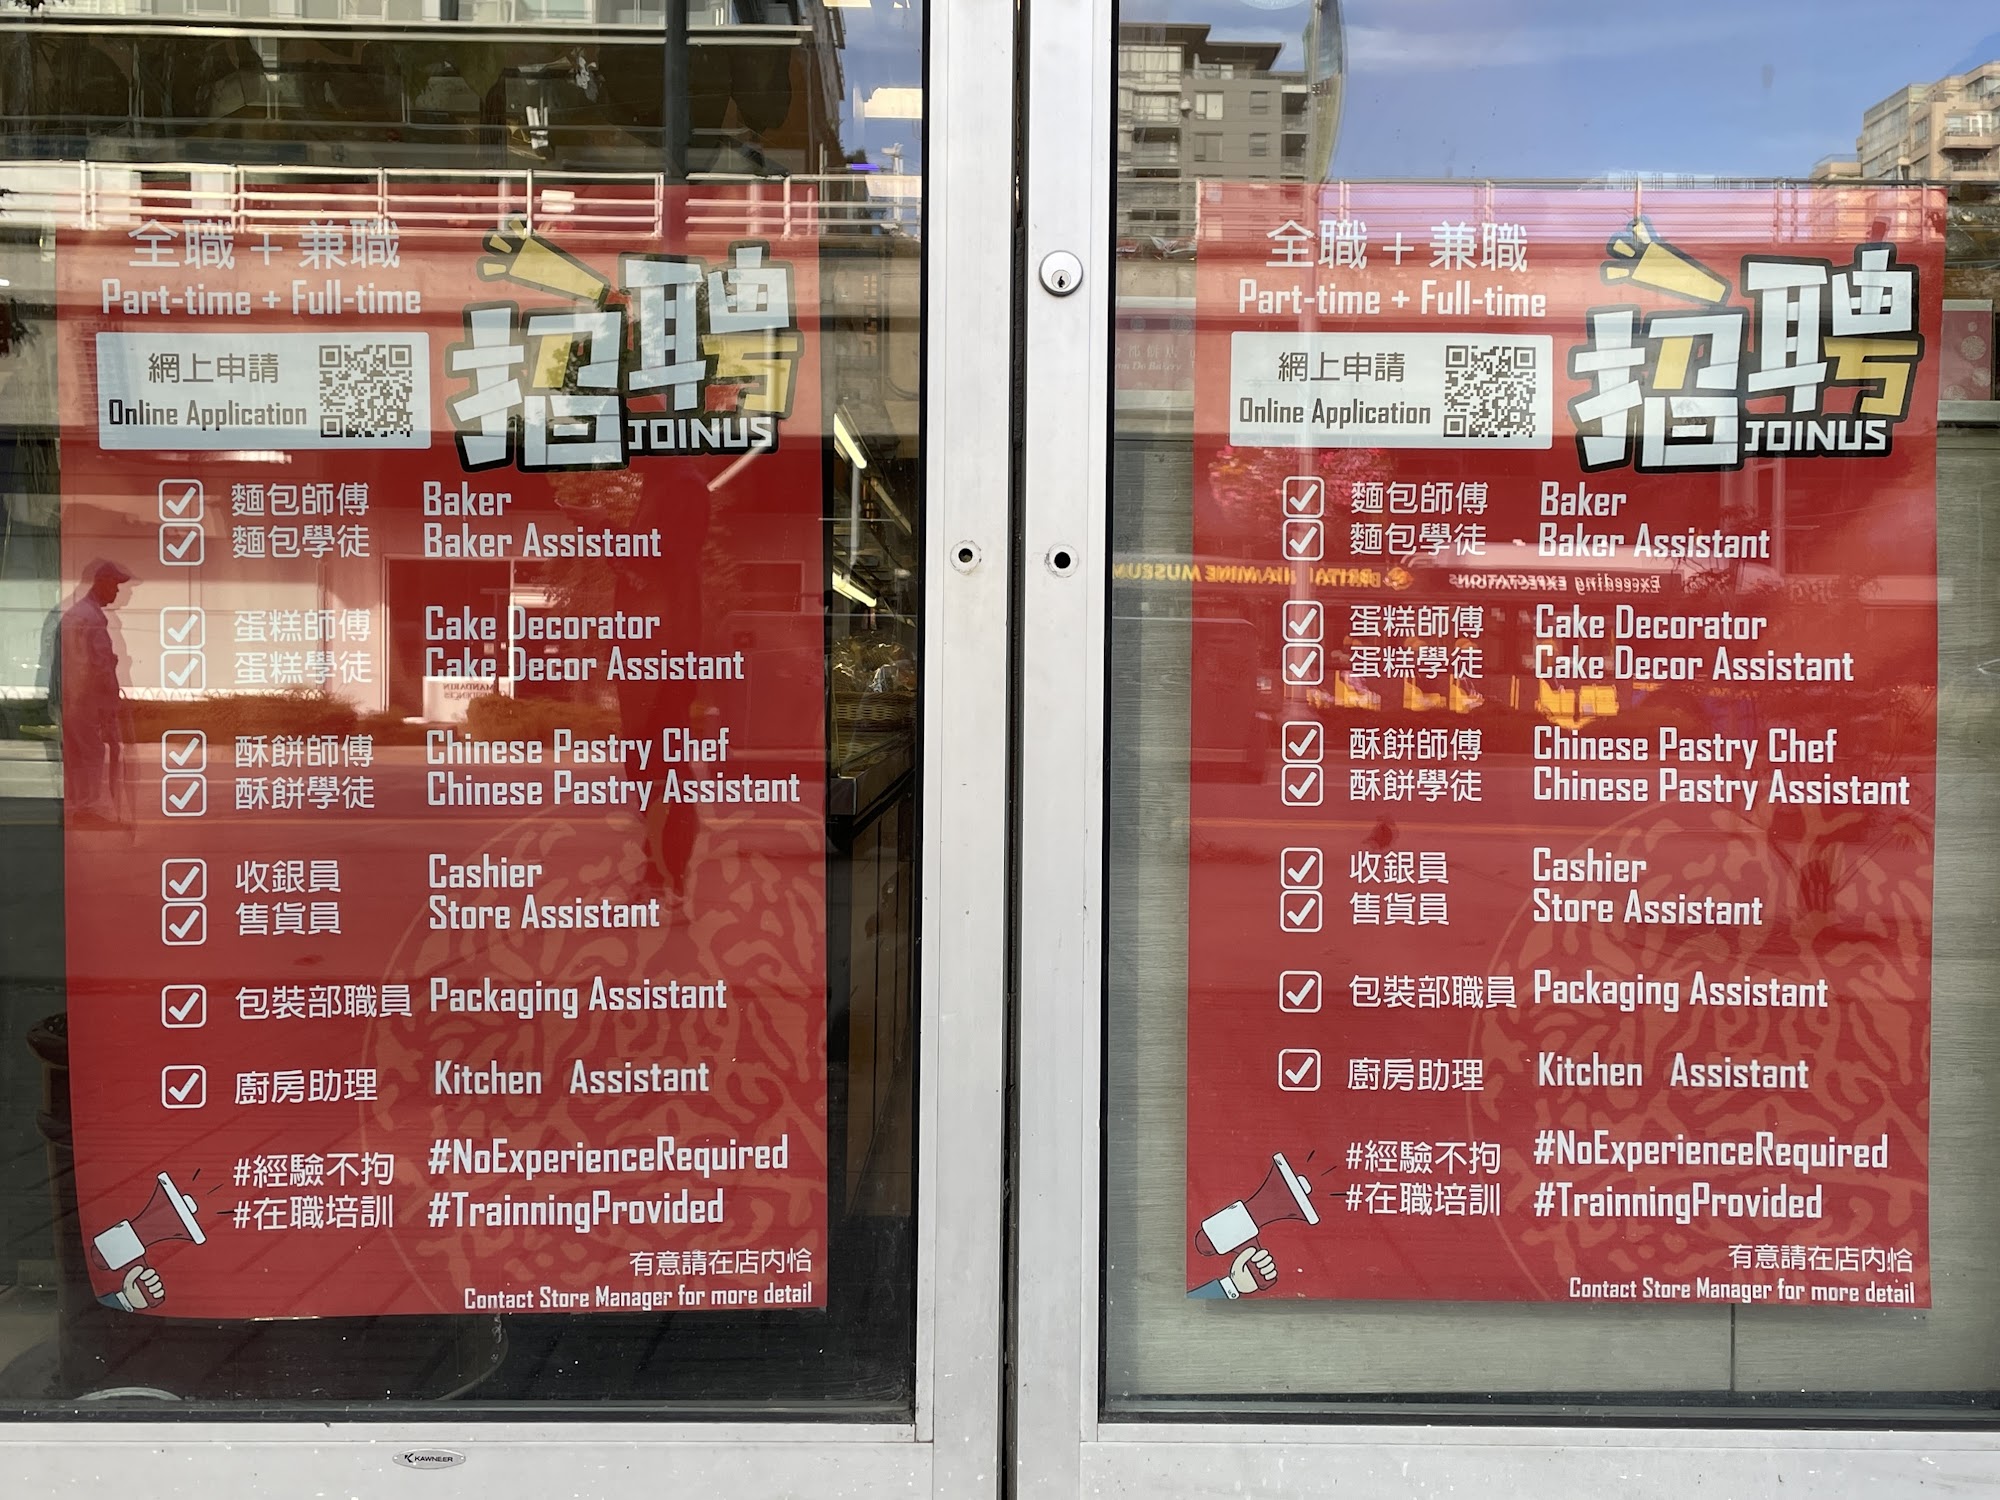 全職 + 兼職
Part-time + Full-time
網上申請
Online Application
招聘
JOINUS
麵包師傅 Baker
麵包學徒 Baker Assistant
蛋糕師傅 Cake Decorator
蛋糕學徒 Cake Decor Assistant
酥餅師傅 Chinese Pastry Chef
酥餅學徒 Chinese Pastry Assistant
收銀員 Cashier
售貨員 Store Assistant
包裝部職員 Packaging Assistant
廚房助理 Kitchen Assistant
#經驗不拘 #NoExperienceRequired
#在職培訓 #TrainningProvided
有意請在店内恰
Contact Store Manager for more detail
全職 + 兼職
Part-time + Full-time
網上申請
Online Application
招聘
JOINUS
麵包師傅 Baker
麵包學徒 Baker Assistant
Exceeding EXPECTATIONS
蛋糕師傅 Cake Decorator
蛋糕學徒 Cake Decor Assistant
酥餅師傅 Chinese Pastry Chef
酥餅學徒 Chinese Pastry Assistant
收銀員 Cashier
售貨員 Store Assistant
包裝部職員 Packaging Assistant
廚房助理 Kitchen Assistant
#經驗不拘 #NoExperienceRequired
#在職培訓 #TrainningProvided
有意請在店内恰
Contact Store Manager for more detail
KAWNEER